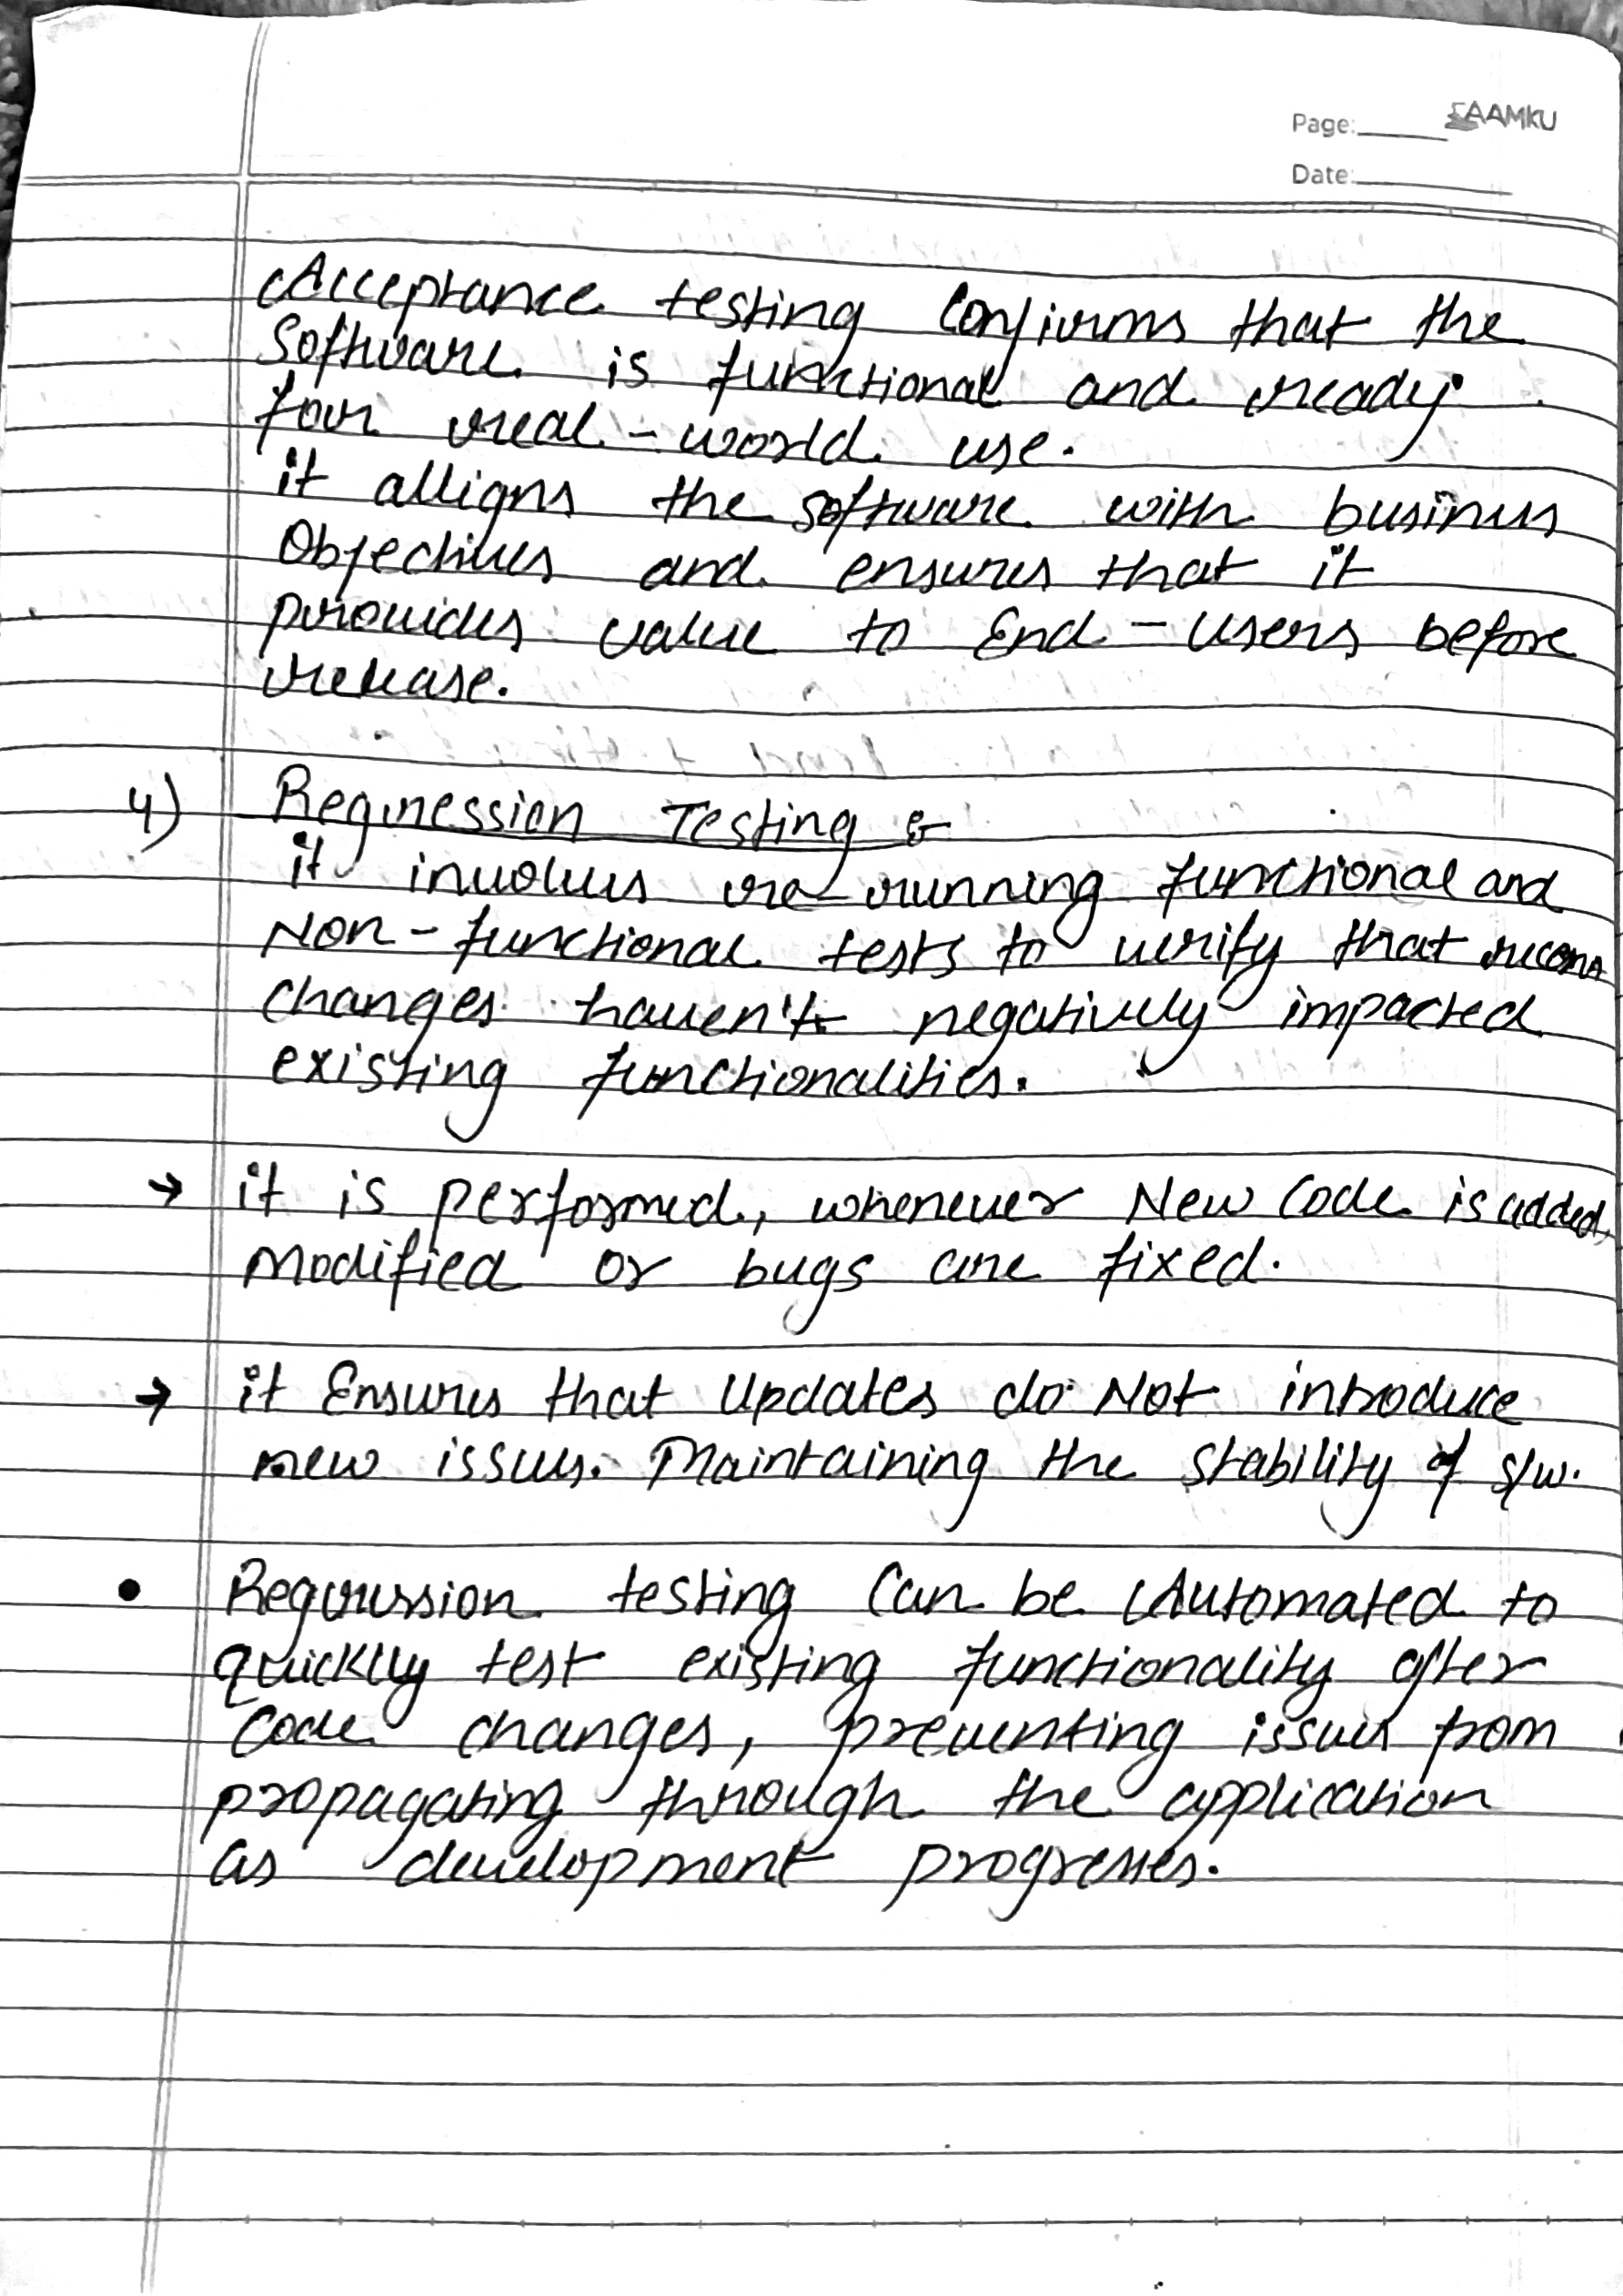 Page: SAAMKU
Date:
Acceptance testing Confirms that the
Software is functional and ready
for real-world use.
it alligns the software with business
Objectives and ensures that it
provides value to End-users before
release.
4) Regression Testing :-
it involves re-running functional and
Non-functional tests to verify that
changes haven't negatively impacted
existing functionalities.
→ it is performed, whenever New Code is added,
Modified or bugs are fixed.
→ it Ensures that Updates do Not introduce
new issues. Maintaining the stability of s/w.
• Regression testing Can be Automated to
quicklly test existing functionality after
Code changes, preventing issues from
propagating through the application
as development progresses.